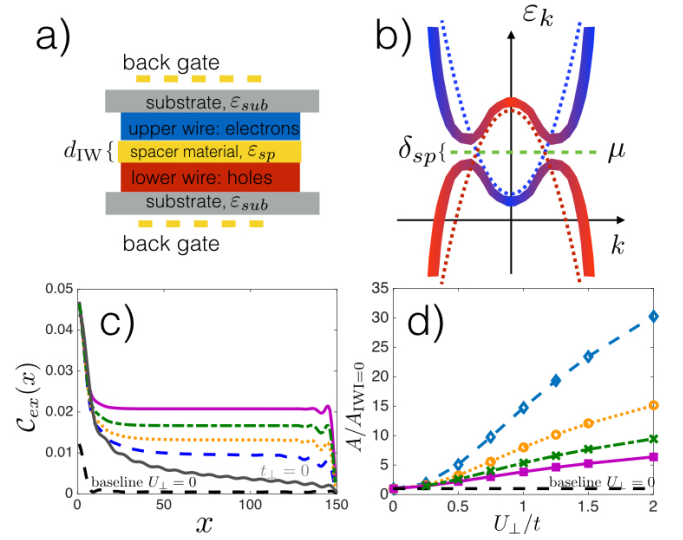 a)
back gate
substrate, ε_sub
upper wire: electrons
d_IW { spacer material, ε_sp
lower wire: holes
substrate, ε_sub
back gate
b)
ε_k
δ_sp {
μ
k
c)
0.05
0.04
0.03
0.02
0.01
0
C_ex(x)
t_⊥ = 0
baseline U_⊥ = 0
0 50 100 150
x
d)
35
30
25
20
15
10
5
0
A/A_IWI=0
baseline U_⊥ = 0
0 0.5 1 1.5 2
U_⊥/t